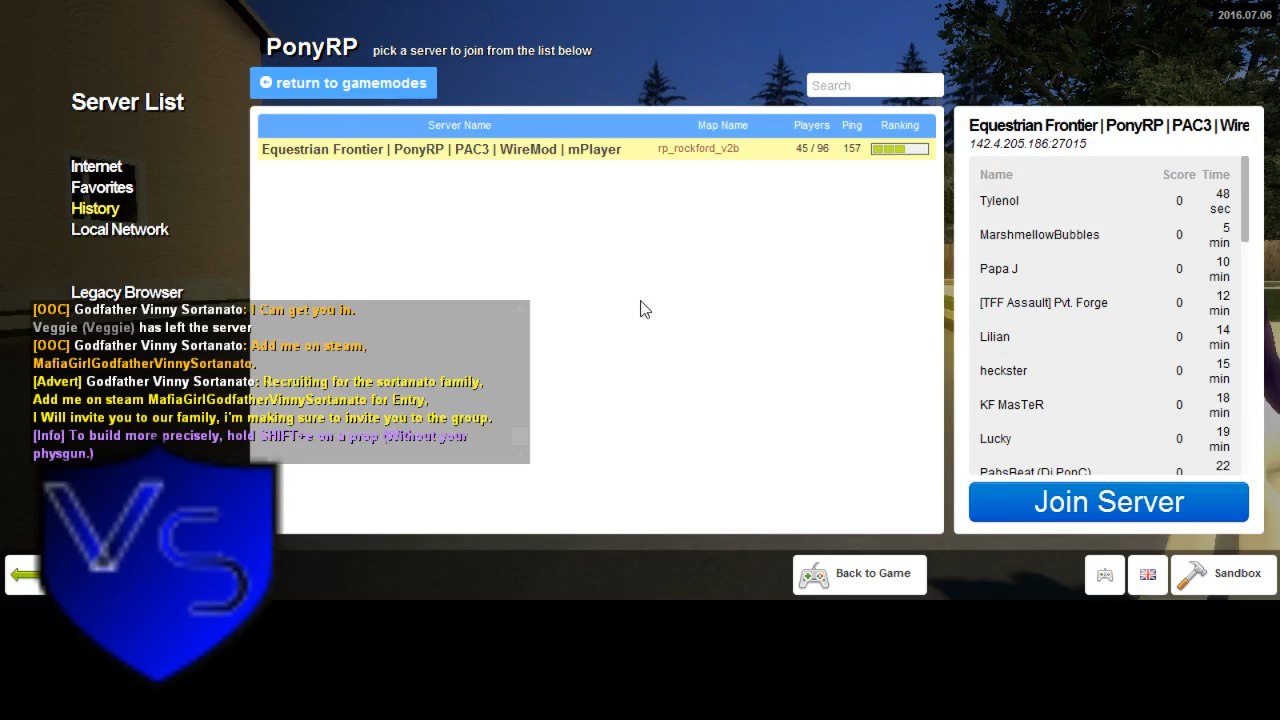 2016.07.06
PonyRP pick a server to join from the list below
return to gamemodes
Search
Server List
Internet
Favorites
History
Local Network
Legacy Browser
Server Name Map Name Players Ping Ranking
Equestrian Frontier | PonyRP | PAC3 | WireMod | mPlayer rp_rockford_v2b 45 / 96 157
[OOC] Godfather Vinny Sortanato: I Can get you in.
Veggie (Veggie) has left the server
[OOC] Godfather Vinny Sortanato: Add me on steam,
MafiaGirlGodfatherVinnySortanato.
[Advert] Godfather Vinny Sortanato: Recruiting for the sortanato family,
Add me on steam MafiaGirlGodfatherVinnySortanato for Entry,
I Will invite you to our family, i'm making sure to invite you to the group.
[Info] To build more precisely, hold SHIFT+e on a prop (Without your
physgun.)
VS
Equestrian Frontier | PonyRP | PAC3 | Wire
142.4.205.186:27015
Name Score Time
Tylenol 0 48 sec
MarshmellowBubbles 0 5 min
Papa J 0 10 min
[TFF Assault] Pvt. Forge 0 12 min
Lilian 0 14 min
heckster 0 15 min
KF MasTeR 0 18 min
Lucky 0 19 min
PabsBeat (Dj PonC) 0 22
Join Server
Back to Game
Sandbox